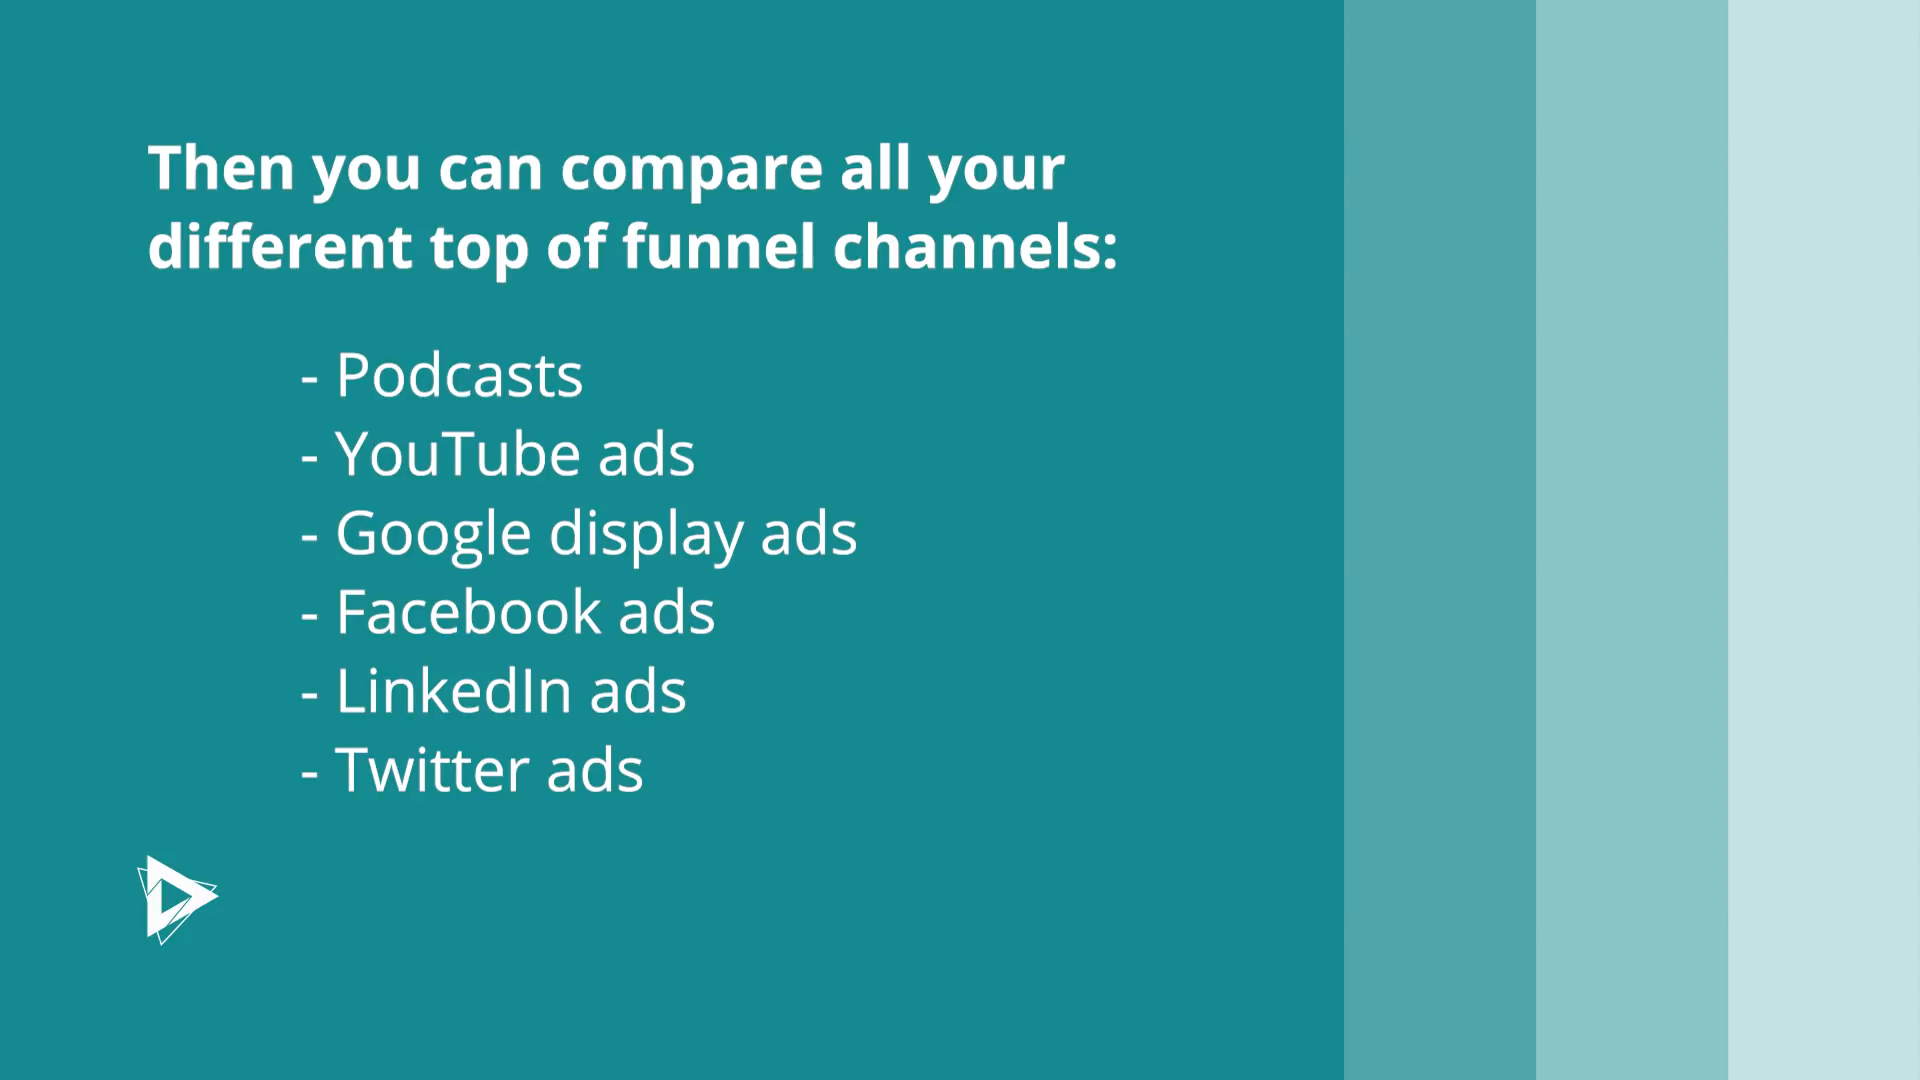 Then you can compare all your
different top of funnel channels:
- Podcasts
- YouTube ads
- Google display ads
- Facebook ads
- LinkedIn ads
- Twitter ads